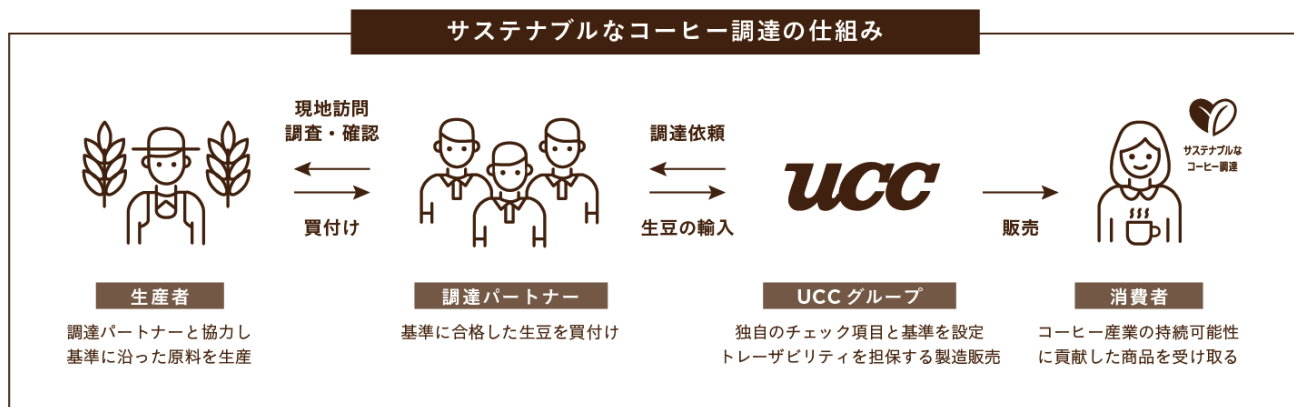 サステナブルなコーヒー調達の仕組み
現地訪問
調査・確認
買付け
調達依頼
生豆の輸入
ucc
販売
サステナブルな
コーヒー調達
生産者
調達パートナーと協力し
基準に沿った原料を生産
調達パートナー
基準に合格した生豆を買付け
UCCグループ
独自のチェック項目と基準を設定
トレーザビリティを担保する製造販売
消費者
コーヒー産業の持続可能性
に貢献した商品を受け取る